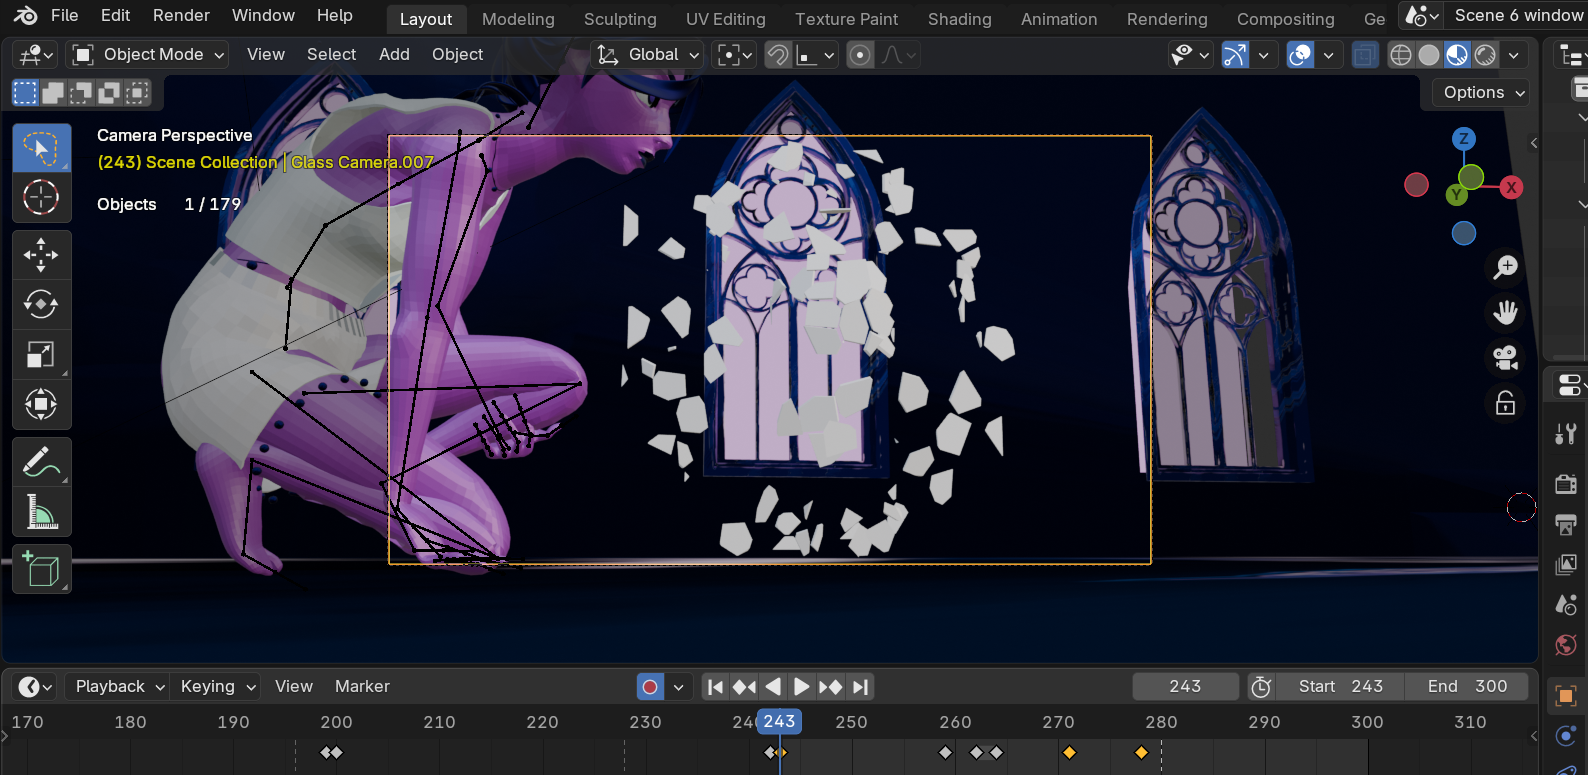 File Edit Render Window Help Layout Modeling Sculpting UV Editing Texture Paint Shading Animation Rendering Compositing Ge Scene 6 window
Object Mode View Select Add Object Global
Options
Camera Perspective
(243) Scene Collection | Glass Camera.007
Objects 1 / 179
Z
X
Y
Playback Keying View Marker 243 Start 243 End 300
170 180 190 200 210 220 230 24 243 250 260 270 280 290 300 310